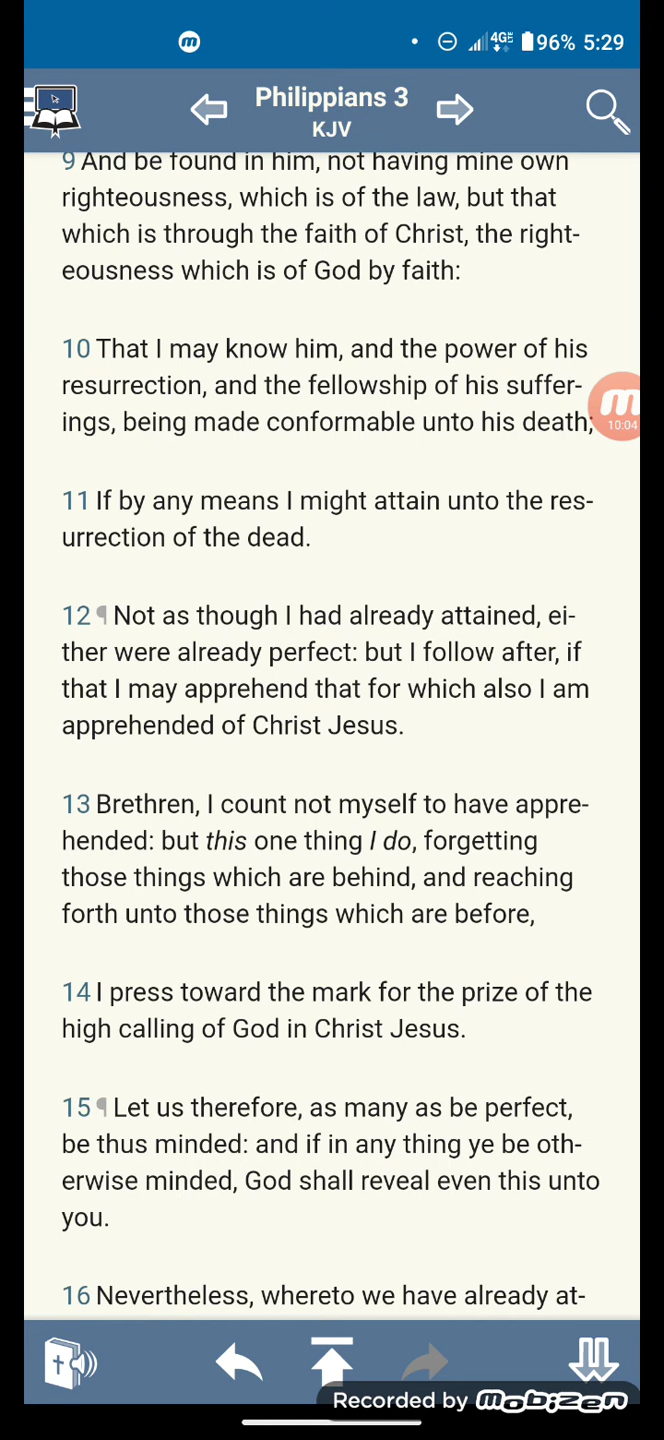 m
4GE 96% 5:29
Philippians 3
KJV
9 And be found in him, not having mine own
righteousness, which is of the law, but that
which is through the faith of Christ, the right-
eousness which is of God by faith:
10 That I may know him, and the power of his
resurrection, and the fellowship of his suffer-
ings, being made conformable unto his death;
m
10:04
11 If by any means I might attain unto the res-
urrection of the dead.
12 ¶ Not as though I had already attained, ei-
ther were already perfect: but I follow after, if
that I may apprehend that for which also I am
apprehended of Christ Jesus.
13 Brethren, I count not myself to have appre-
hended: but this one thing I do, forgetting
those things which are behind, and reaching
forth unto those things which are before,
14 I press toward the mark for the prize of the
high calling of God in Christ Jesus.
15 ¶ Let us therefore, as many as be perfect,
be thus minded: and if in any thing ye be oth-
erwise minded, God shall reveal even this unto
you.
16 Nevertheless, whereto we have already at-
Recorded by mobizen